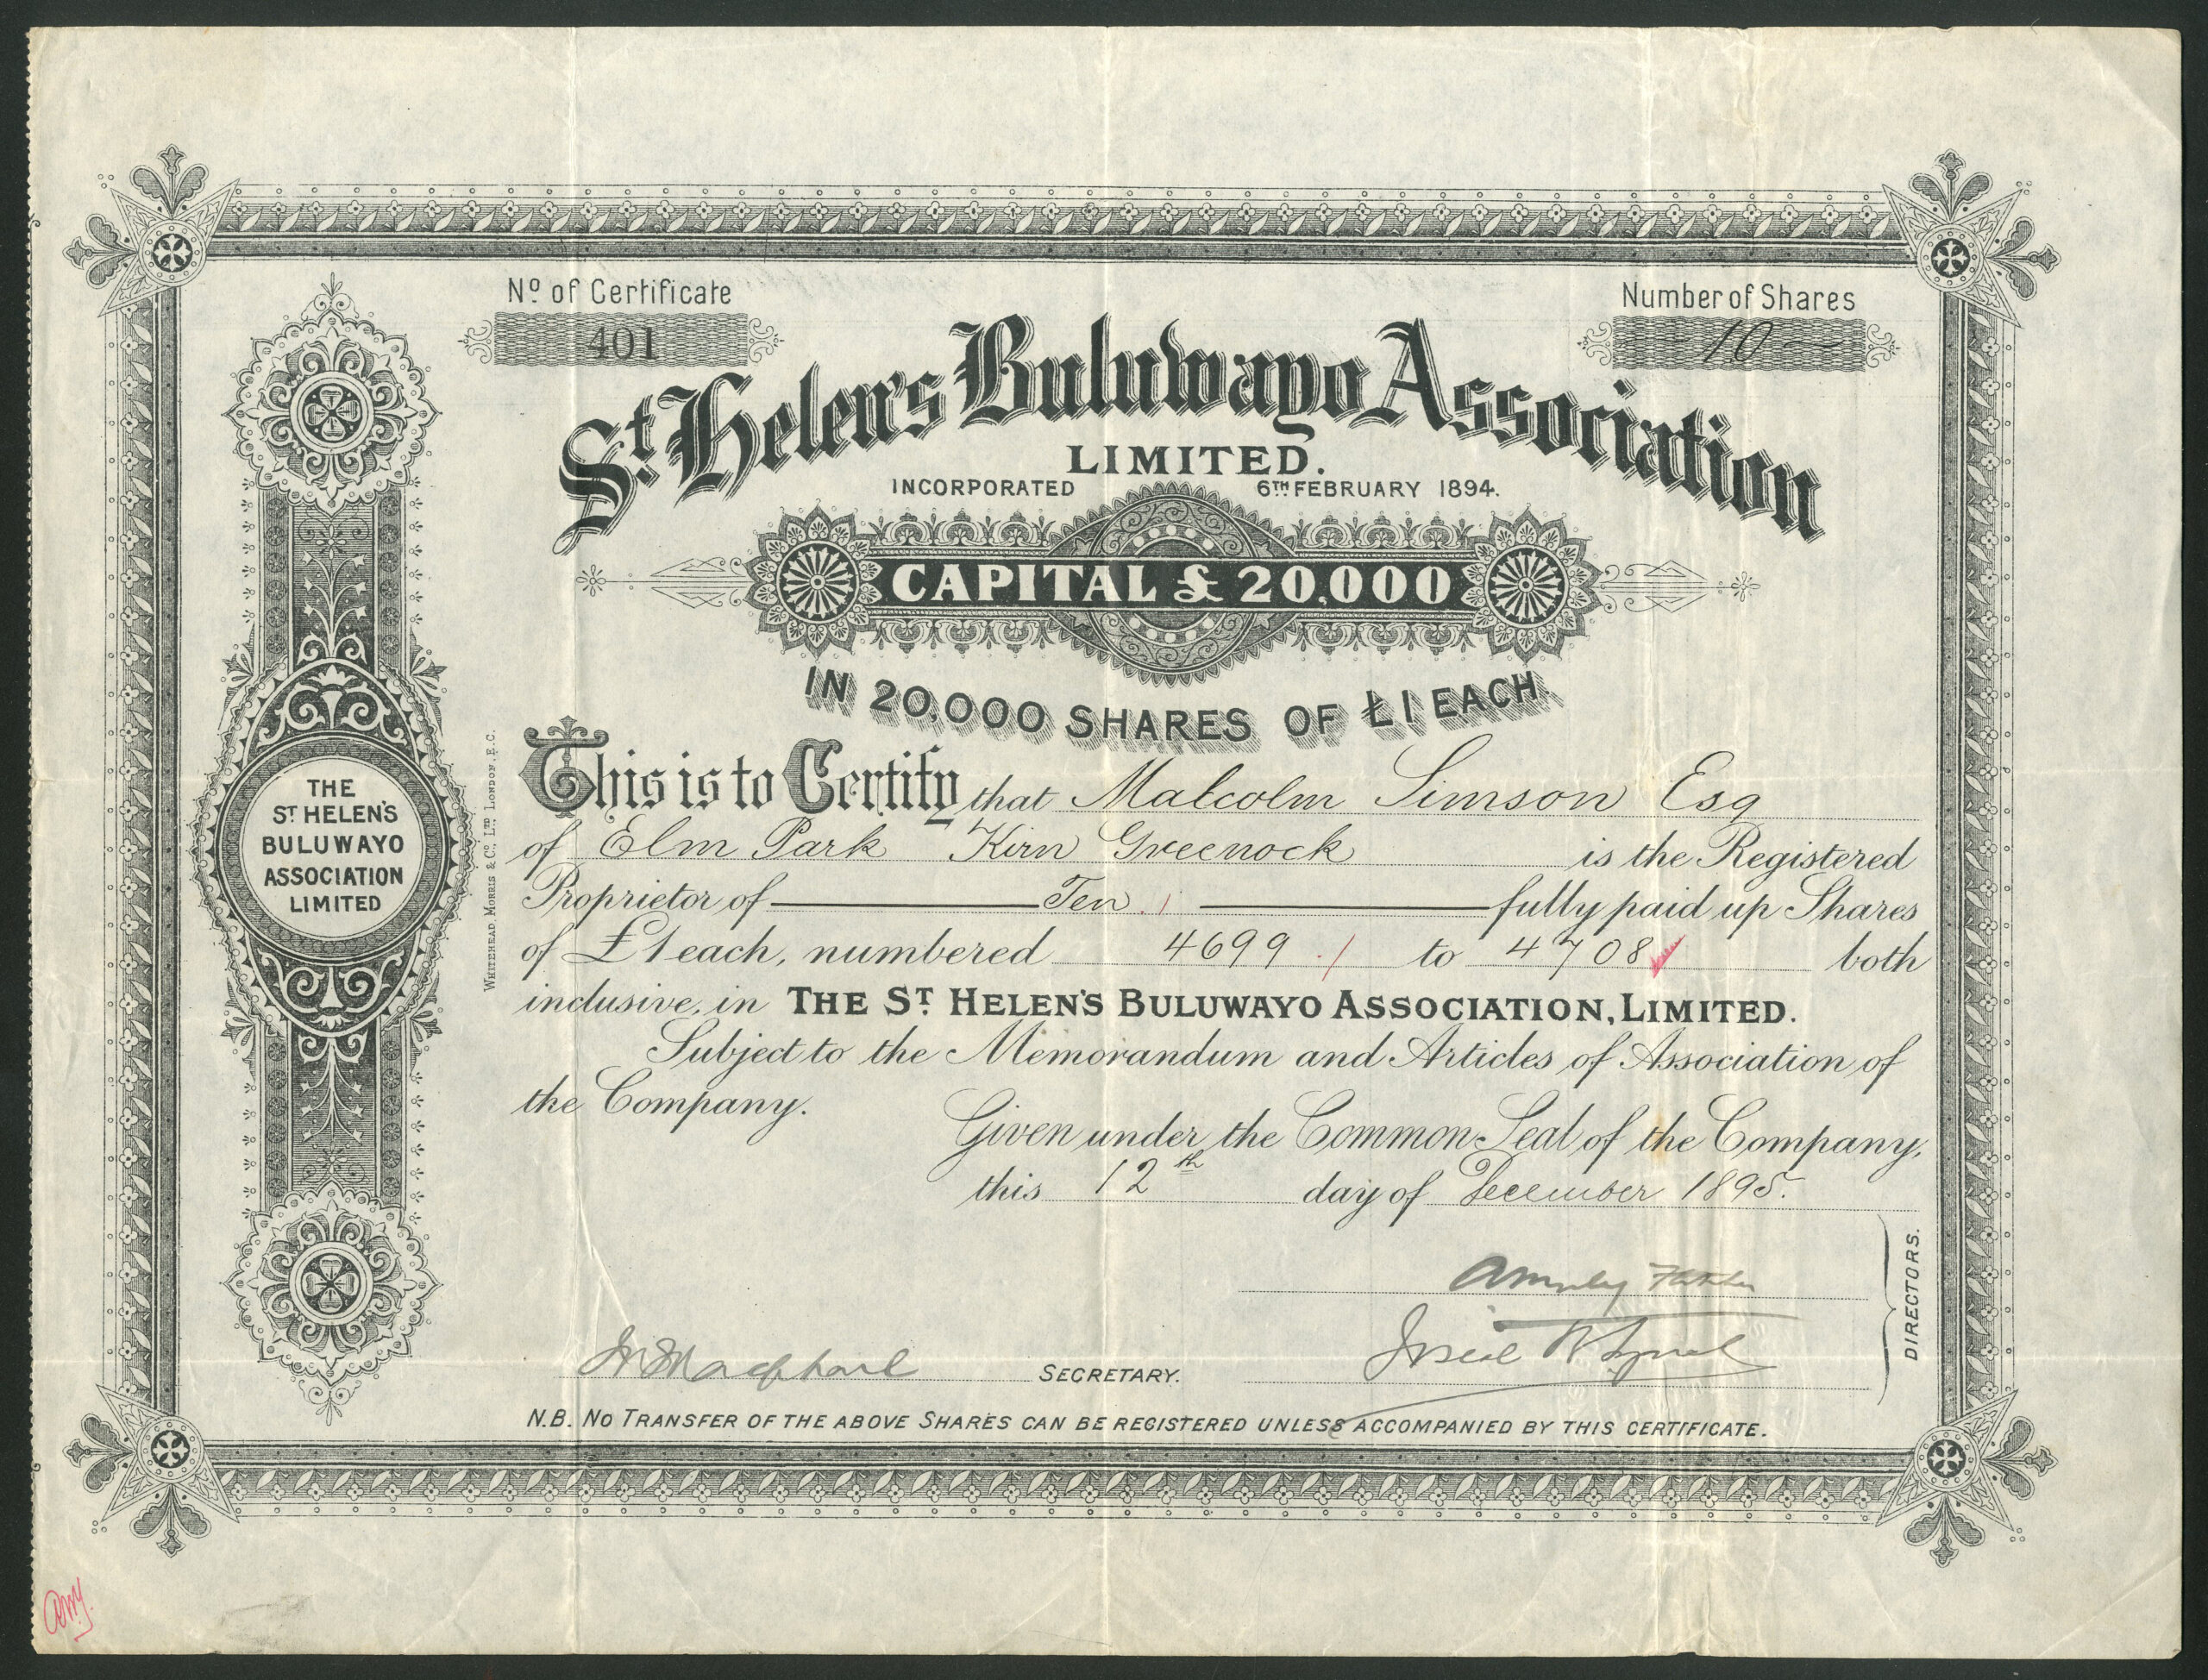 Nº of Certificate
401
Number of Shares
10
St. Helen's Buluwayo Association
LIMITED.
INCORPORATED 6TH FEBRUARY 1894.
CAPITAL £ 20,000
IN 20,000 SHARES OF £1 EACH.
THE
ST HELEN'S
BULUWAYO
ASSOCIATION
LIMITED
WHITEHEAD, MORRIS & Co., LTD LONDON, E.C.
This is to Certify that Malcolm Simson Esq
of Elm Park Kirn Greenock is the Registered
Proprietor of Ten fully paid up Shares
of £1 each, numbered 4699 to 4708 both
inclusive, in THE ST. HELEN'S BULUWAYO ASSOCIATION, LIMITED.
Subject to the Memorandum and Articles of Association of
the Company.
Given under the Common Seal of the Company,
this 12th day of December 1895.
DIRECTORS.
SECRETARY.
N.B. NO TRANSFER OF THE ABOVE SHARES CAN BE REGISTERED UNLESS ACCOMPANIED BY THIS CERTIFICATE.